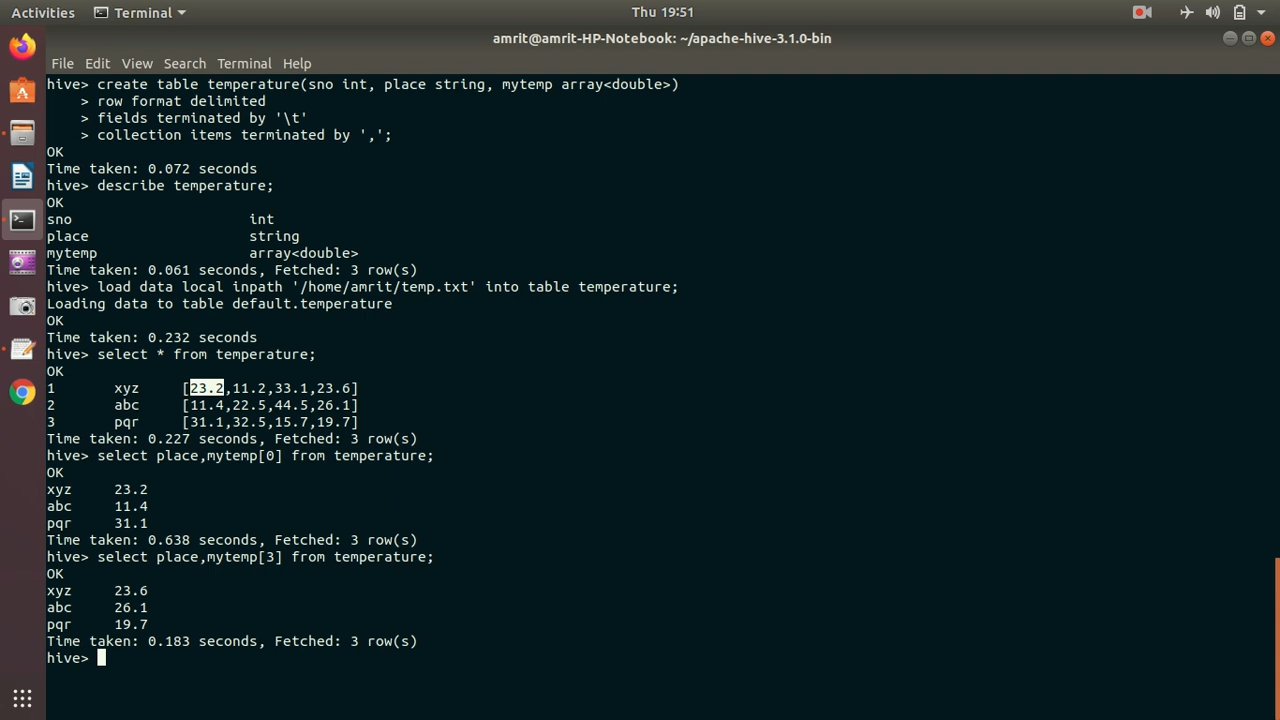 Activities Terminal Thu 19:51
amrit@amrit-HP-Notebook: ~/apache-hive-3.1.0-bin
File Edit View Search Terminal Help
hive> create table temperature(sno int, place string, mytemp array<double>)
    > row format delimited
    > fields terminated by '\t'
    > collection items terminated by ',';
OK
Time taken: 0.072 seconds
hive> describe temperature;
OK
sno                     int
place                   string
mytemp                  array<double>
Time taken: 0.061 seconds, Fetched: 3 row(s)
hive> load data local inpath '/home/amrit/temp.txt' into table temperature;
Loading data to table default.temperature
OK
Time taken: 0.232 seconds
hive> select * from temperature;
OK
1       xyz     [23.2,11.2,33.1,23.6]
2       abc     [11.4,22.5,44.5,26.1]
3       pqr     [31.1,32.5,15.7,19.7]
Time taken: 0.227 seconds, Fetched: 3 row(s)
hive> select place,mytemp[0] from temperature;
OK
xyz     23.2
abc     11.4
pqr     31.1
Time taken: 0.638 seconds, Fetched: 3 row(s)
hive> select place,mytemp[3] from temperature;
OK
xyz     23.6
abc     26.1
pqr     19.7
Time taken: 0.183 seconds, Fetched: 3 row(s)
hive>